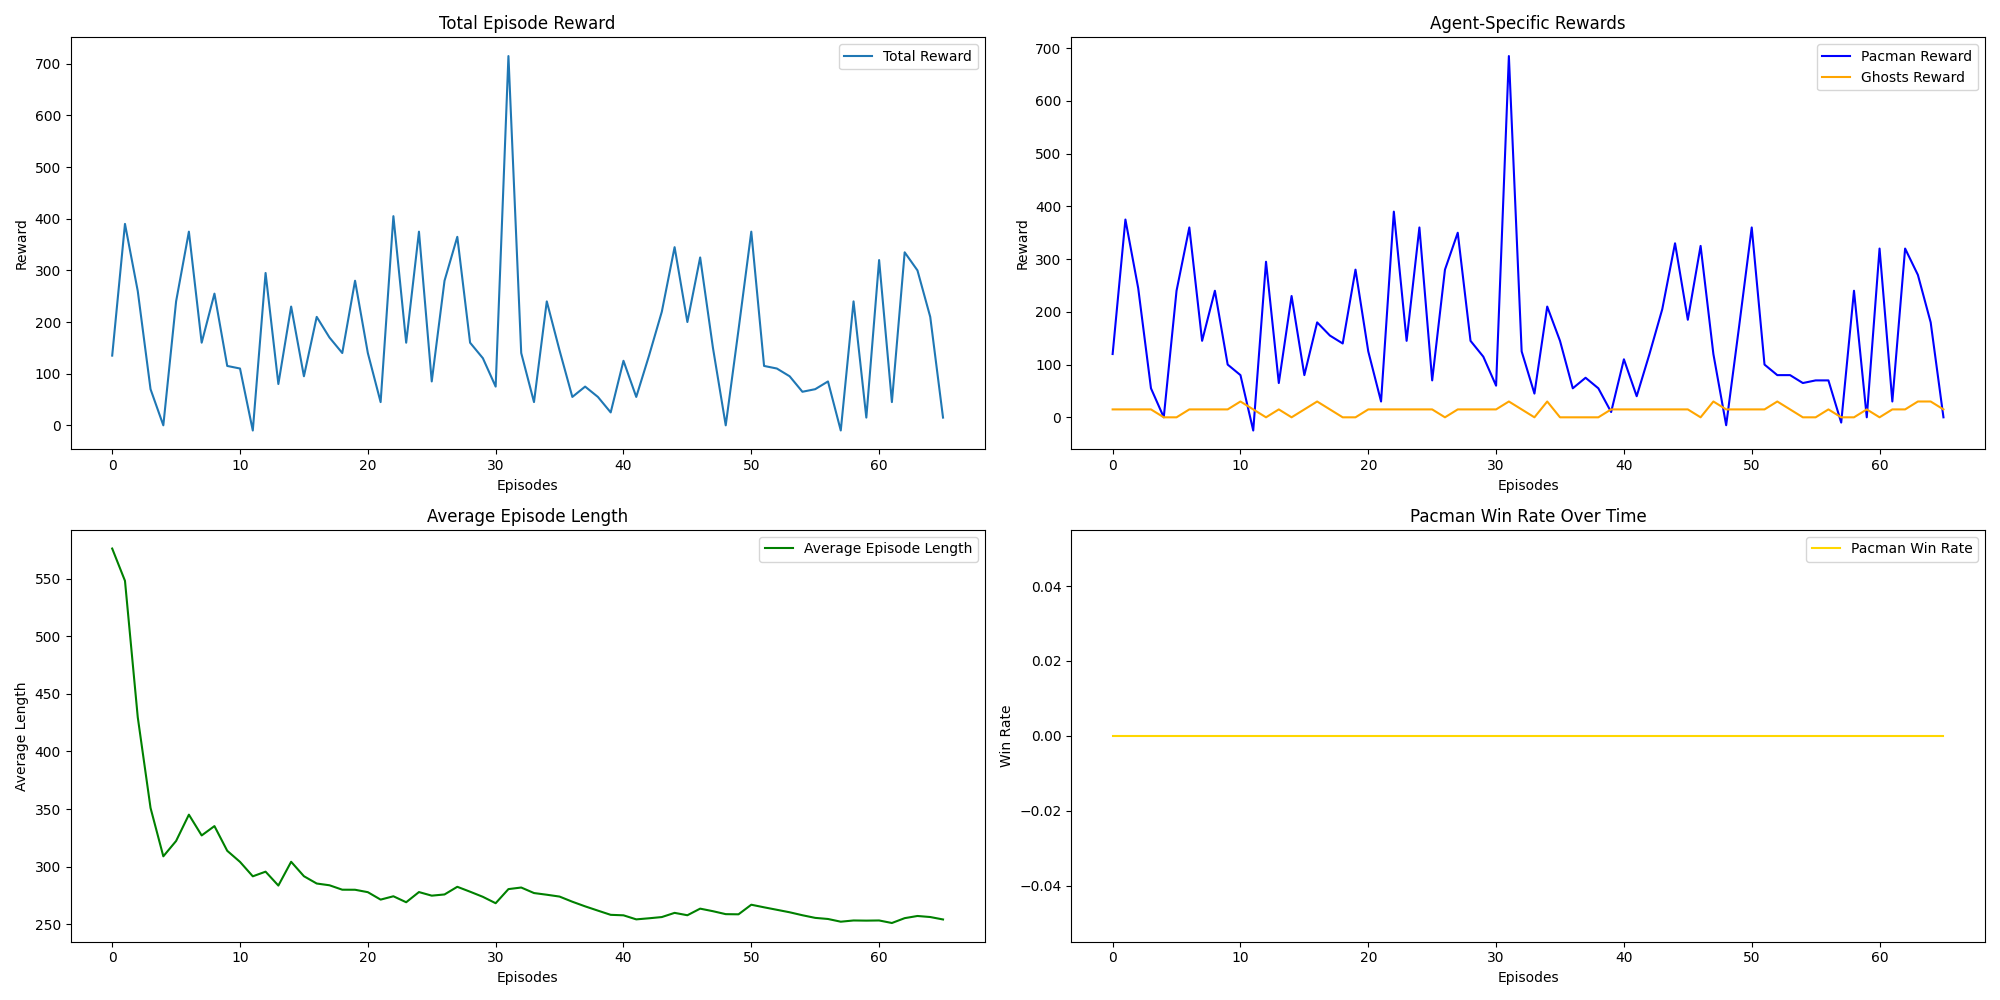 Total Episode Reward
Total Reward
Reward
700
600
500
400
300
200
100
0
0 10 20 30 40 50 60
Episodes
Agent-Specific Rewards
Pacman Reward
Ghosts Reward
Reward
700
600
500
400
300
200
100
0
0 10 20 30 40 50 60
Episodes
Average Episode Length
Average Episode Length
Average Length
550
500
450
400
350
300
250
0 10 20 30 40 50 60
Episodes
Pacman Win Rate Over Time
Pacman Win Rate
Win Rate
0.04
0.02
0.00
−0.02
−0.04
0 10 20 30 40 50 60
Episodes